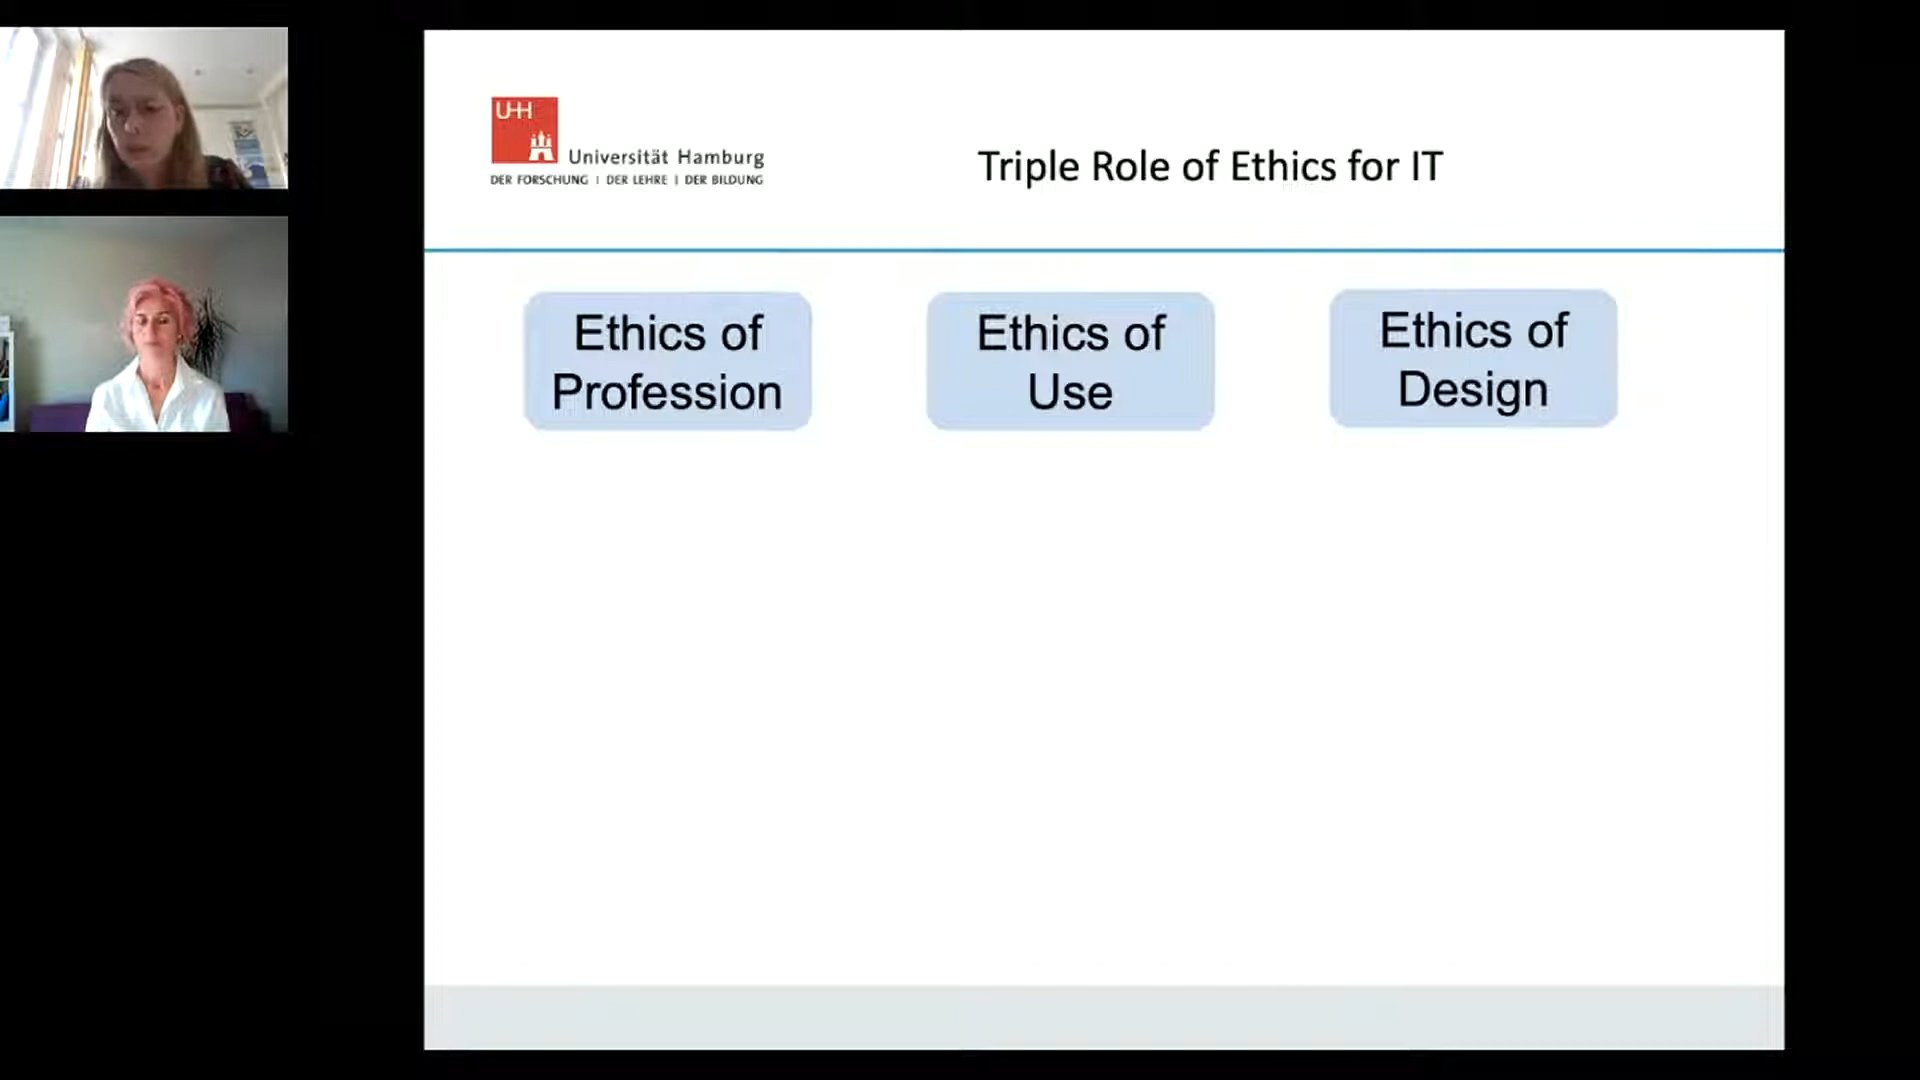 UHH
Universität Hamburg
DER FORSCHUNG | DER LEHRE | DER BILDUNG
Triple Role of Ethics for IT
Ethics of
Profession
Ethics of
Use
Ethics of
Design